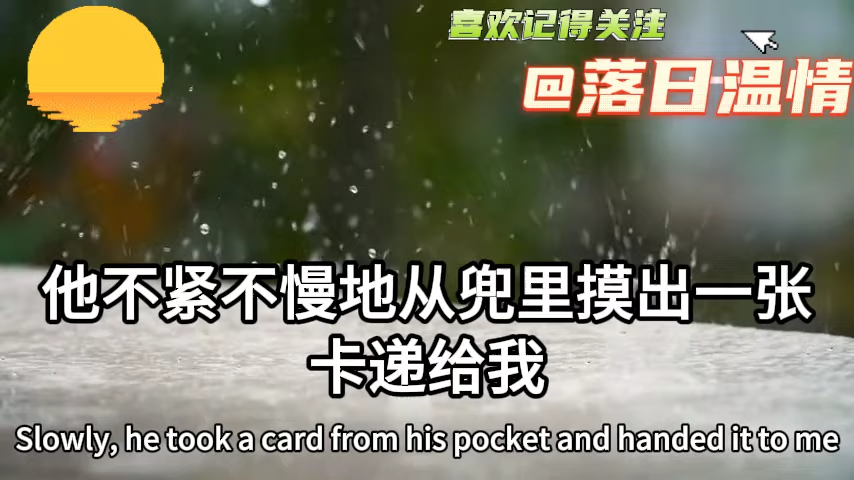 喜欢记得关注
@落日温情
他不紧不慢地从兜里摸出一张
卡递给我
Slowly, he took a card from his pocket and handed it to me